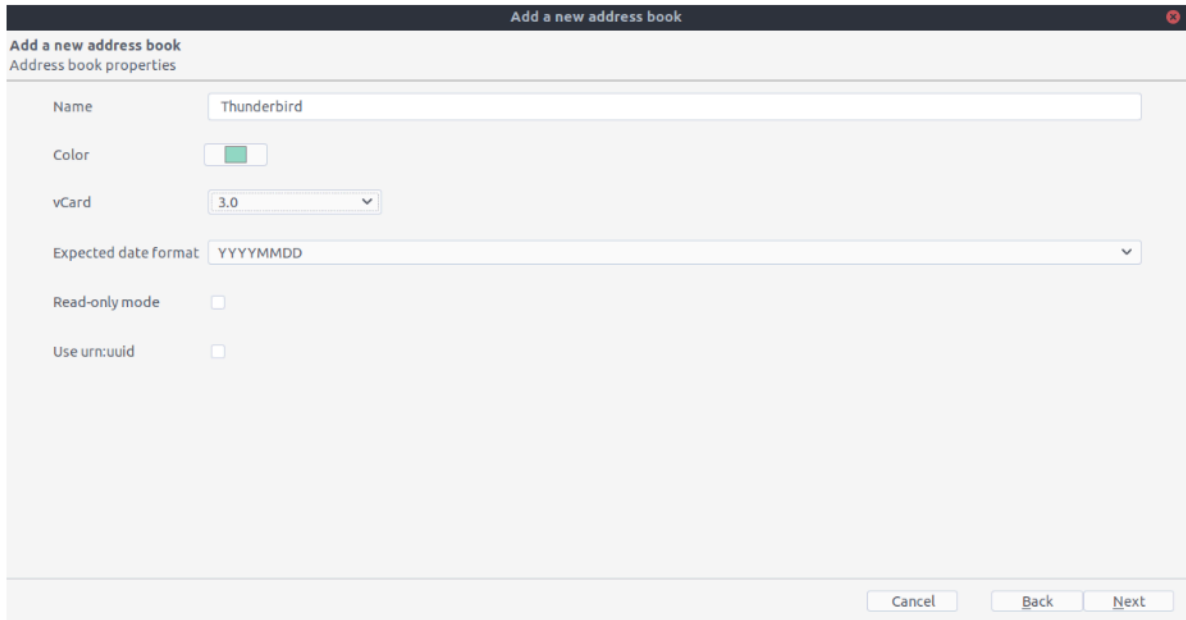 Add a new address book
Add a new address book
Address book properties
Name Thunderbird
Color
vCard 3.0
Expected date format YYYYMMDD
Read-only mode
Use urn:uuid
Cancel Back Next